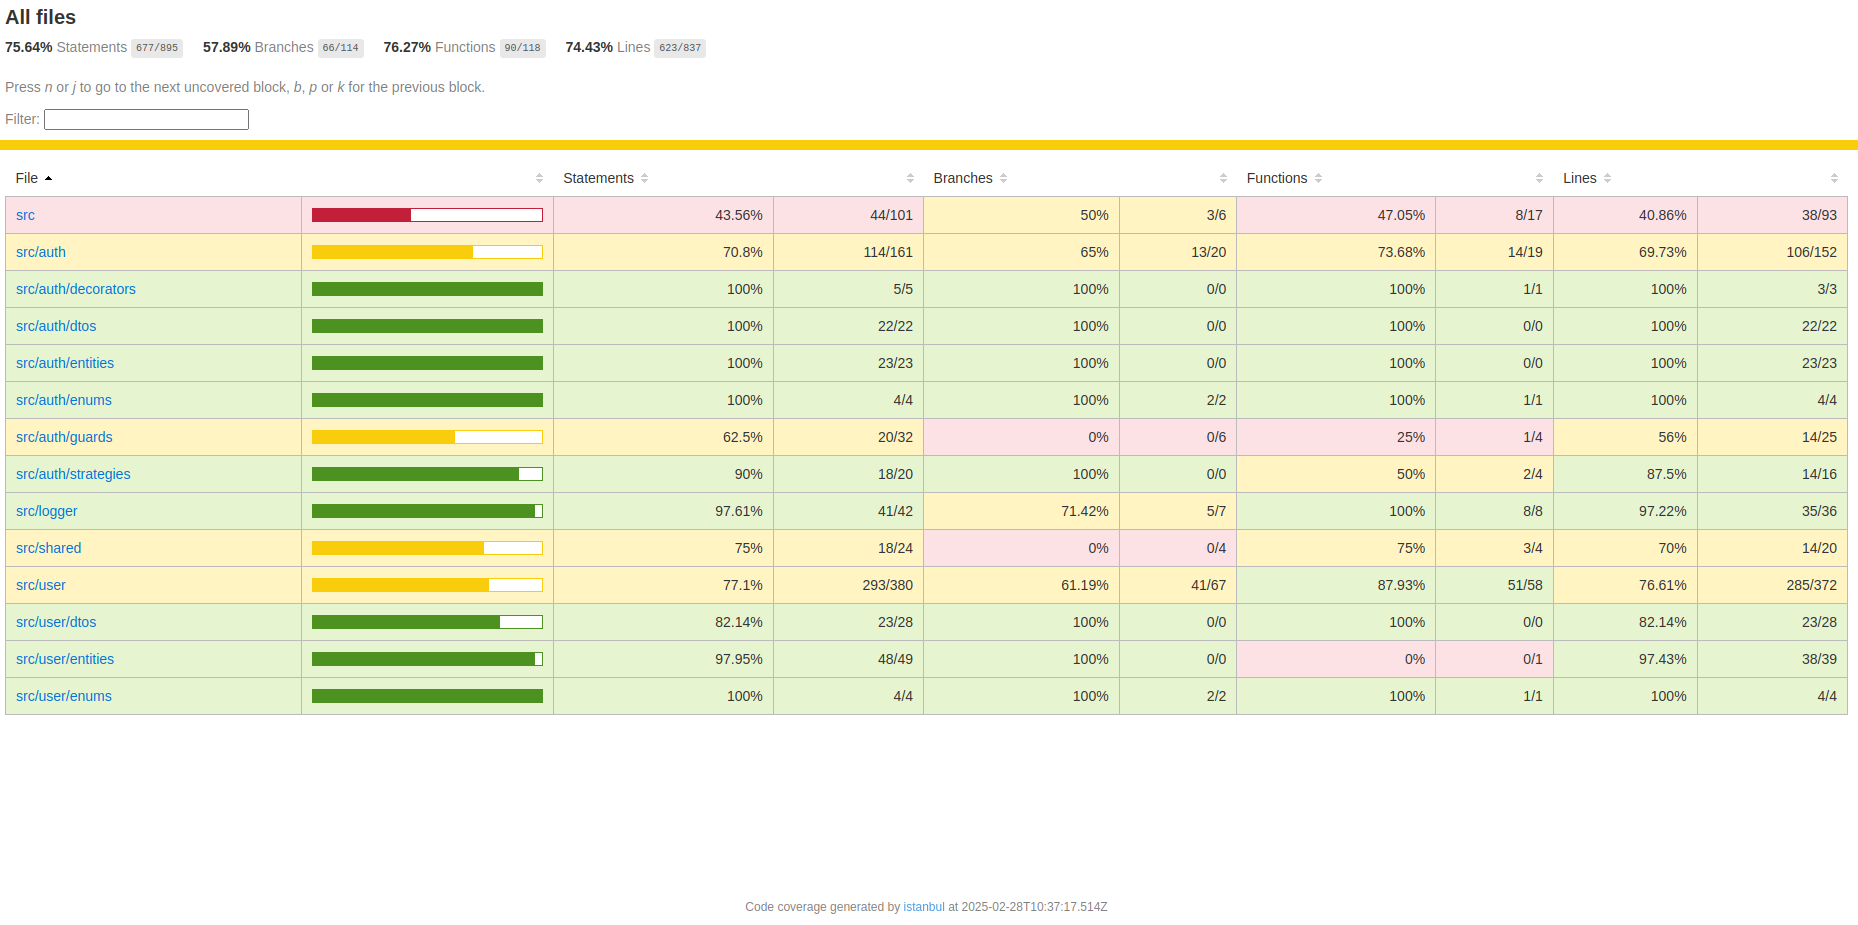 All files
75.64% Statements 677/895 57.89% Branches 66/114 76.27% Functions 90/118 74.43% Lines 623/837
Press n or j to go to the next uncovered block, b, p or k for the previous block.
Filter:
File Statements Branches Functions Lines
src 43.56% 44/101 50% 3/6 47.05% 8/17 40.86% 38/93
src/auth 70.8% 114/161 65% 13/20 73.68% 14/19 69.73% 106/152
src/auth/decorators 100% 5/5 100% 0/0 100% 1/1 100% 3/3
src/auth/dtos 100% 22/22 100% 0/0 100% 0/0 100% 22/22
src/auth/entities 100% 23/23 100% 0/0 100% 0/0 100% 23/23
src/auth/enums 100% 4/4 100% 2/2 100% 1/1 100% 4/4
src/auth/guards 62.5% 20/32 0% 0/6 25% 1/4 56% 14/25
src/auth/strategies 90% 18/20 100% 0/0 50% 2/4 87.5% 14/16
src/logger 97.61% 41/42 71.42% 5/7 100% 8/8 97.22% 35/36
src/shared 75% 18/24 0% 0/4 75% 3/4 70% 14/20
src/user 77.1% 293/380 61.19% 41/67 87.93% 51/58 76.61% 285/372
src/user/dtos 82.14% 23/28 100% 0/0 100% 0/0 82.14% 23/28
src/user/entities 97.95% 48/49 100% 0/0 0% 0/1 97.43% 38/39
src/user/enums 100% 4/4 100% 2/2 100% 1/1 100% 4/4
Code coverage generated by istanbul at 2025-02-28T10:37:17.514Z